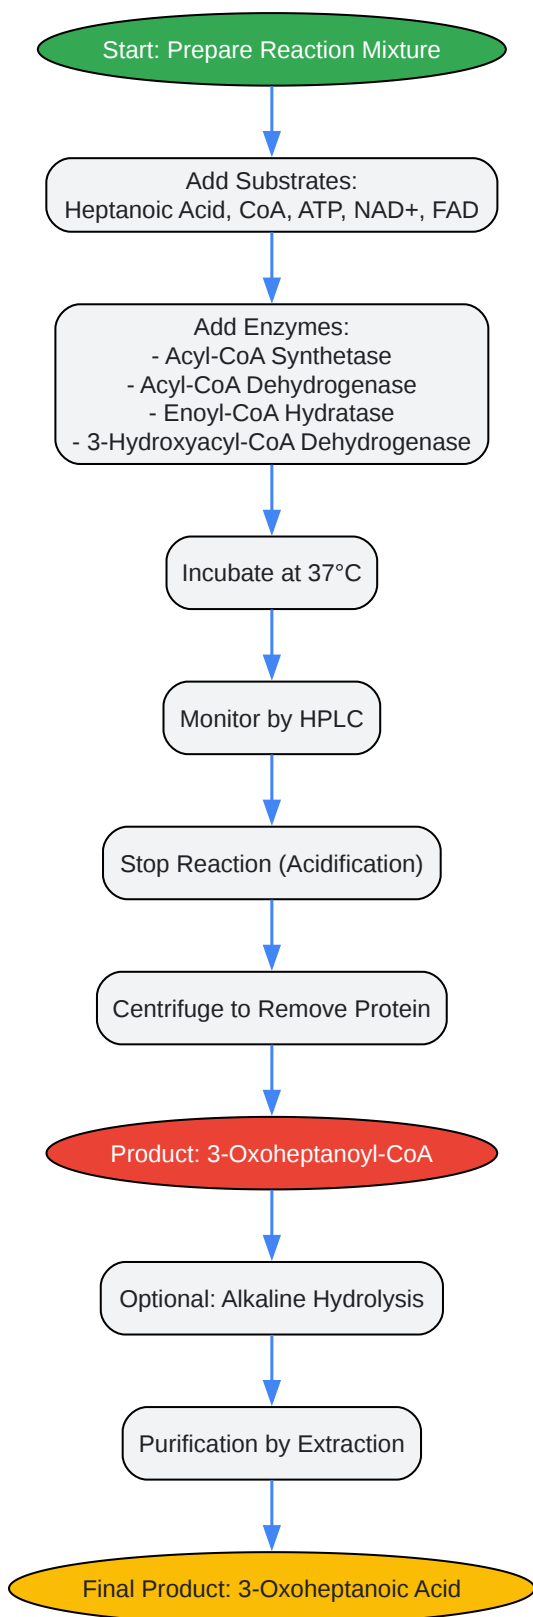 Start: Prepare Reaction Mixture
Add Substrates:
Heptanoic Acid, CoA, ATP, NAD+, FAD
Add Enzymes:
- Acyl-CoA Synthetase
- Acyl-CoA Dehydrogenase
- Enoyl-CoA Hydratase
- 3-Hydroxyacyl-CoA Dehydrogenase
Incubate at 37°C
Monitor by HPLC
Stop Reaction (Acidification)
Centrifuge to Remove Protein
Product: 3-Oxoheptanoyl-CoA
Optional: Alkaline Hydrolysis
Purification by Extraction
Final Product: 3-Oxoheptanoic Acid